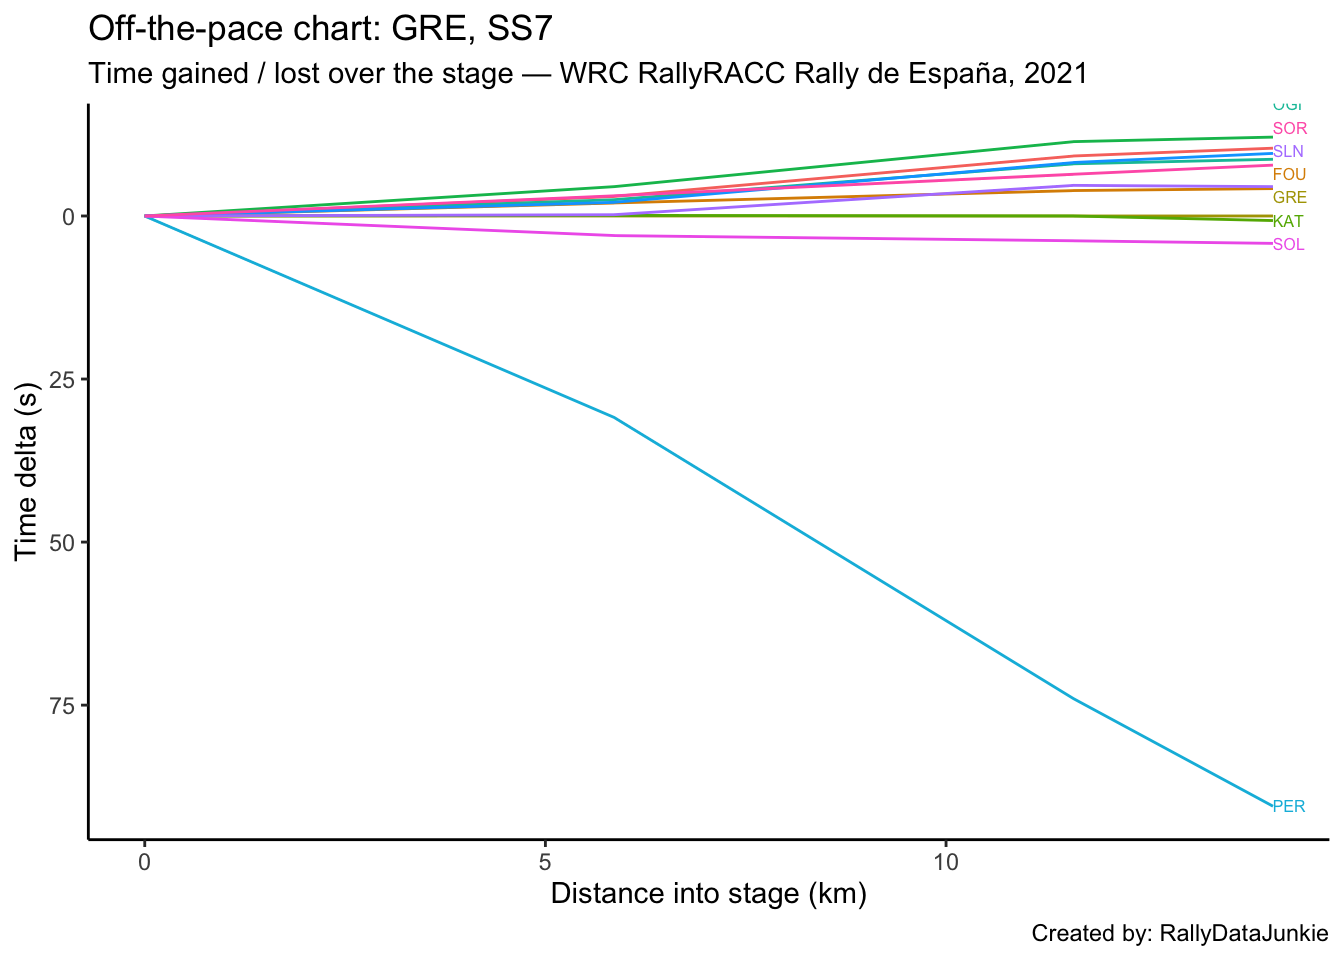 Off-the-pace chart: GRE, SS7
Time gained / lost over the stage — WRC RallyRACC Rally de España, 2021
OGI
SOR
SLN
FOU
GRE
KAT
SOL
PER
0
25
50
75
Time delta (s)
0
5
10
Distance into stage (km)
Created by: RallyDataJunkie